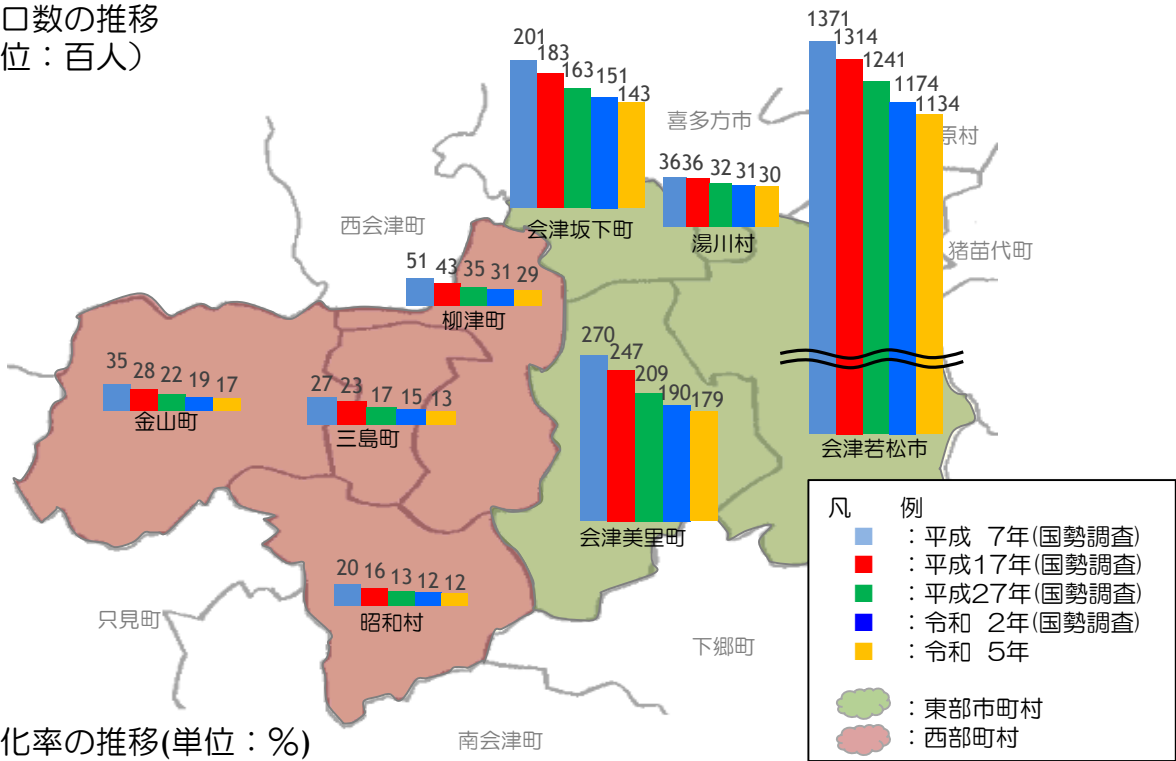 口数の推移
位：百人）
201
183
163
151
143
会津坂下町
喜多方市
36
36
32
31
30
湯川村
1371
1314
1241
1174
1134
会津若松市
原村
猪苗代町
西会津町
51
43
35
31
29
柳津町
35
28
22
19
17
金山町
27
23
17
15
13
三島町
270
247
209
190
179
会津美里町
20
16
13
12
12
昭和村
只見町
下郷町
南会津町
凡　例
：平成 7年(国勢調査)
：平成17年(国勢調査)
：平成27年(国勢調査)
：令和 2年(国勢調査)
：令和 5年
：東部市町村
：西部町村
化率の推移(単位：%)